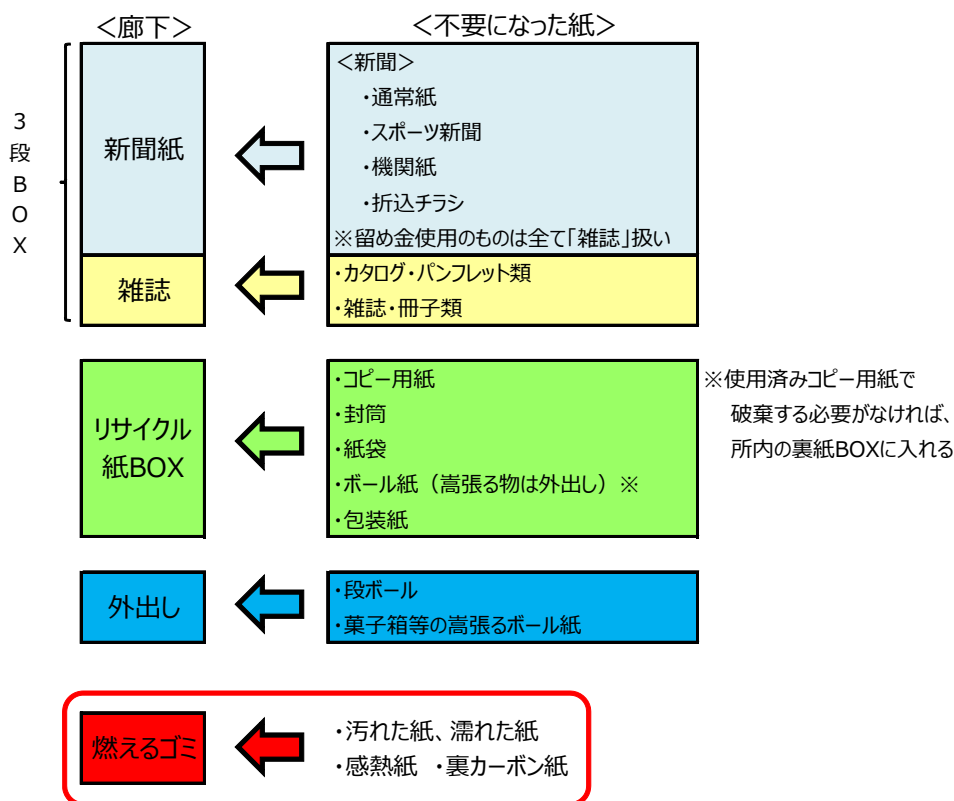 <廊下>
<不要になった紙>
3
段
B
O
X
新聞紙
<新聞>
・通常紙
・スポーツ新聞
・機関紙
・折込チラシ
※留め金使用のものは全て「雑誌」扱い
雑誌
・カタログ・パンフレット類
・雑誌・冊子類
リサイクル
紙BOX
・コピー用紙
・封筒
・紙袋
・ボール紙（嵩張る物は外出し）※
・包装紙
※使用済みコピー用紙で
破棄する必要がなければ、
所内の裏紙BOXに入れる
外出し
・段ボール
・菓子箱等の嵩張るボール紙
燃えるゴミ
・汚れた紙、濡れた紙
・感熱紙 ・裏カーボン紙